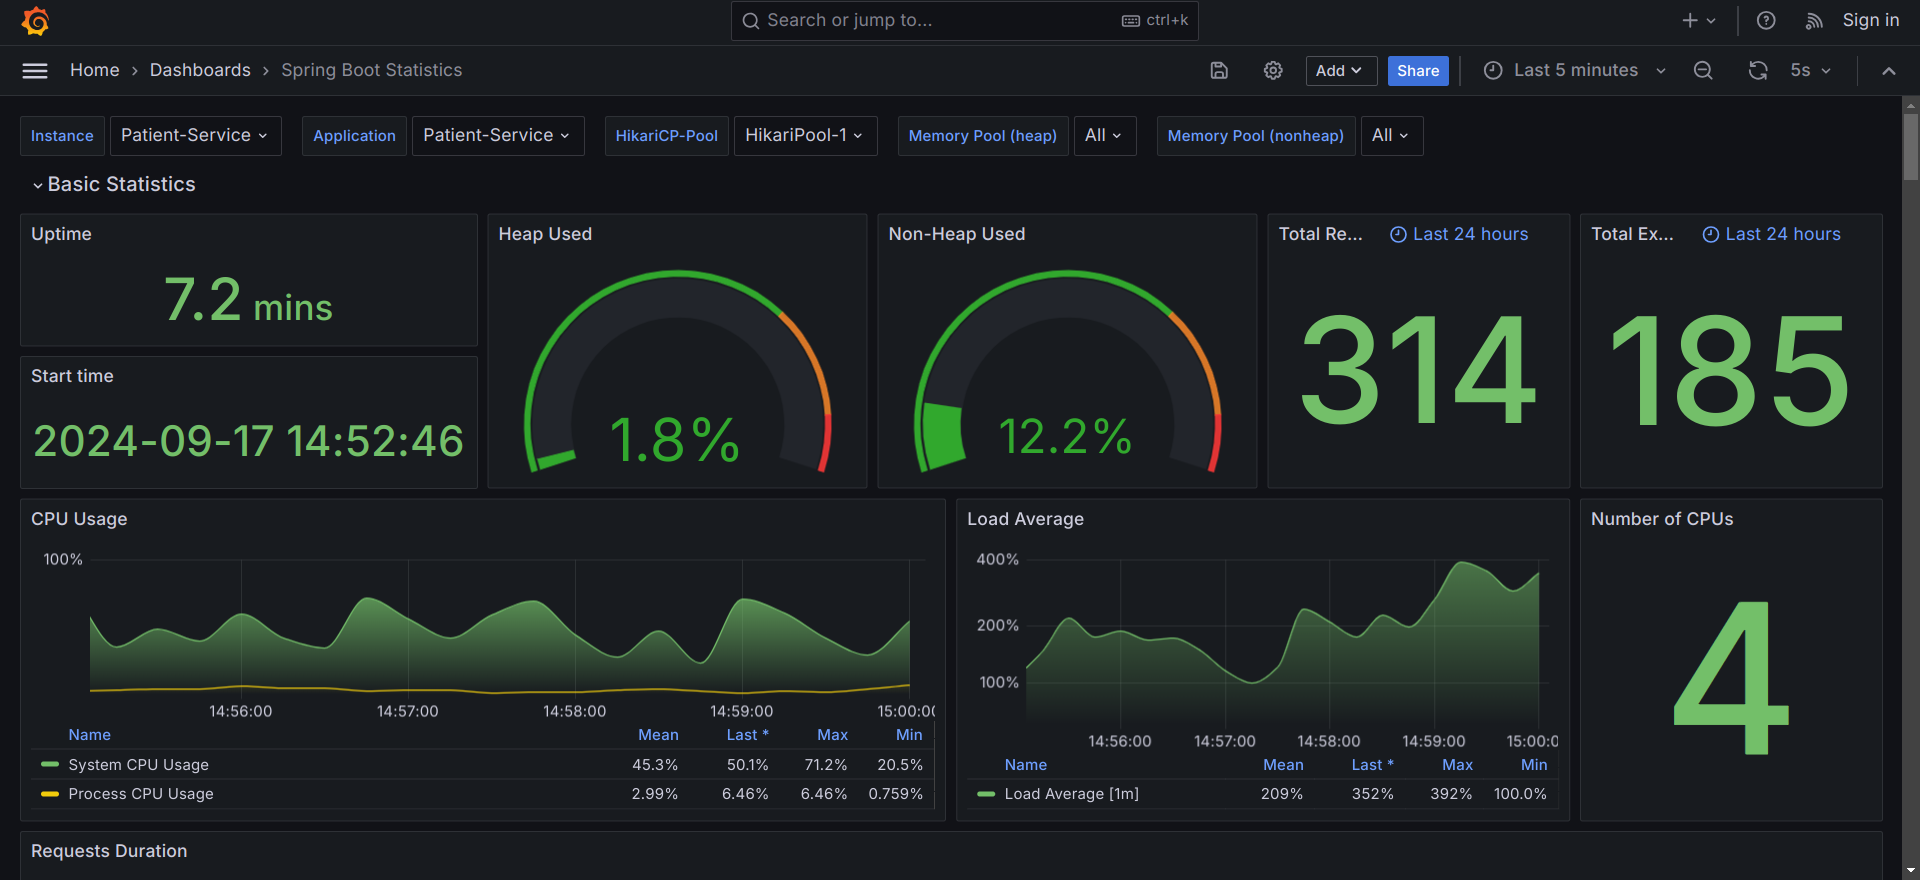 Search or jump to...
ctrl+k
Sign in
Home › Dashboards › Spring Boot Statistics
Add
Share
Last 5 minutes
5s
Instance Patient-Service
Application Patient-Service
HikariCP-Pool HikariPool-1
Memory Pool (heap) All
Memory Pool (nonheap) All
Basic Statistics
Uptime
7.2 mins
Start time
2024-09-17 14:52:46
Heap Used
1.8%
Non-Heap Used
12.2%
Total Re... Last 24 hours
314
Total Ex... Last 24 hours
185
CPU Usage
100%
14:56:00 14:57:00 14:58:00 14:59:00 15:00:00
Name Mean Last * Max Min
System CPU Usage 45.3% 50.1% 71.2% 20.5%
Process CPU Usage 2.99% 6.46% 6.46% 0.759%
Load Average
400%
200%
100%
14:56:00 14:57:00 14:58:00 14:59:00 15:00:0
Name Mean Last * Max Min
Load Average [1m] 209% 352% 392% 100.0%
Number of CPUs
4
Requests Duration